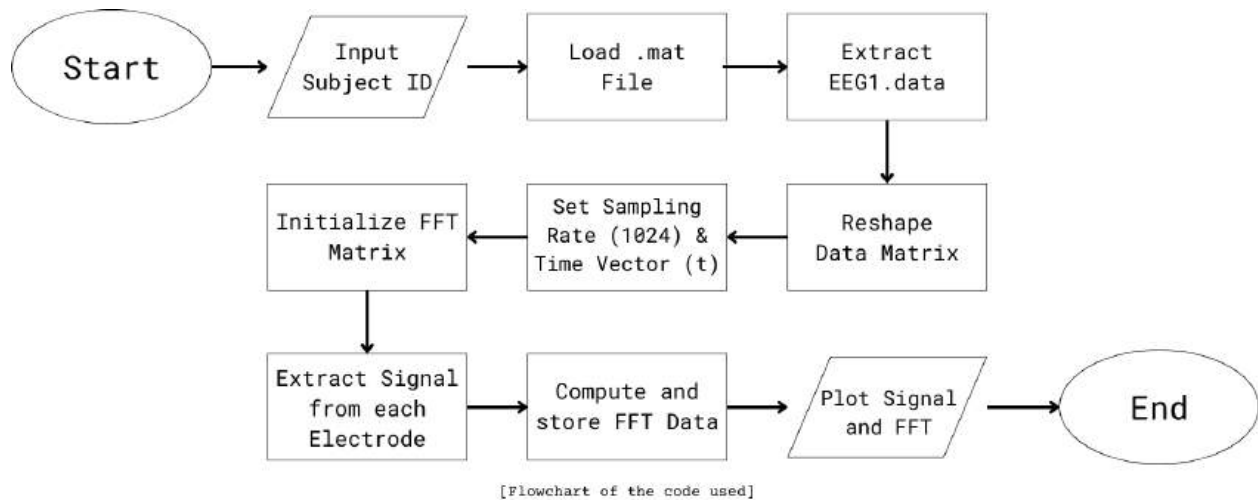 Start
Input
Subject ID
Load .mat
File
Extract
EEG1.data
Initialize FFT
Matrix
Set Sampling
Rate (1024) &
Time Vector (t)
Reshape
Data Matrix
Extract Signal
from each
Electrode
Compute and
store FFT Data
Plot Signal
and FFT
End
[Flowchart of the code used]